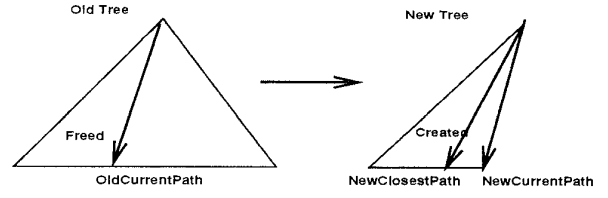 Old Tree
New Tree
Freed
Created
OldCurrentPath
NewClosestPath
NewCurrentPath